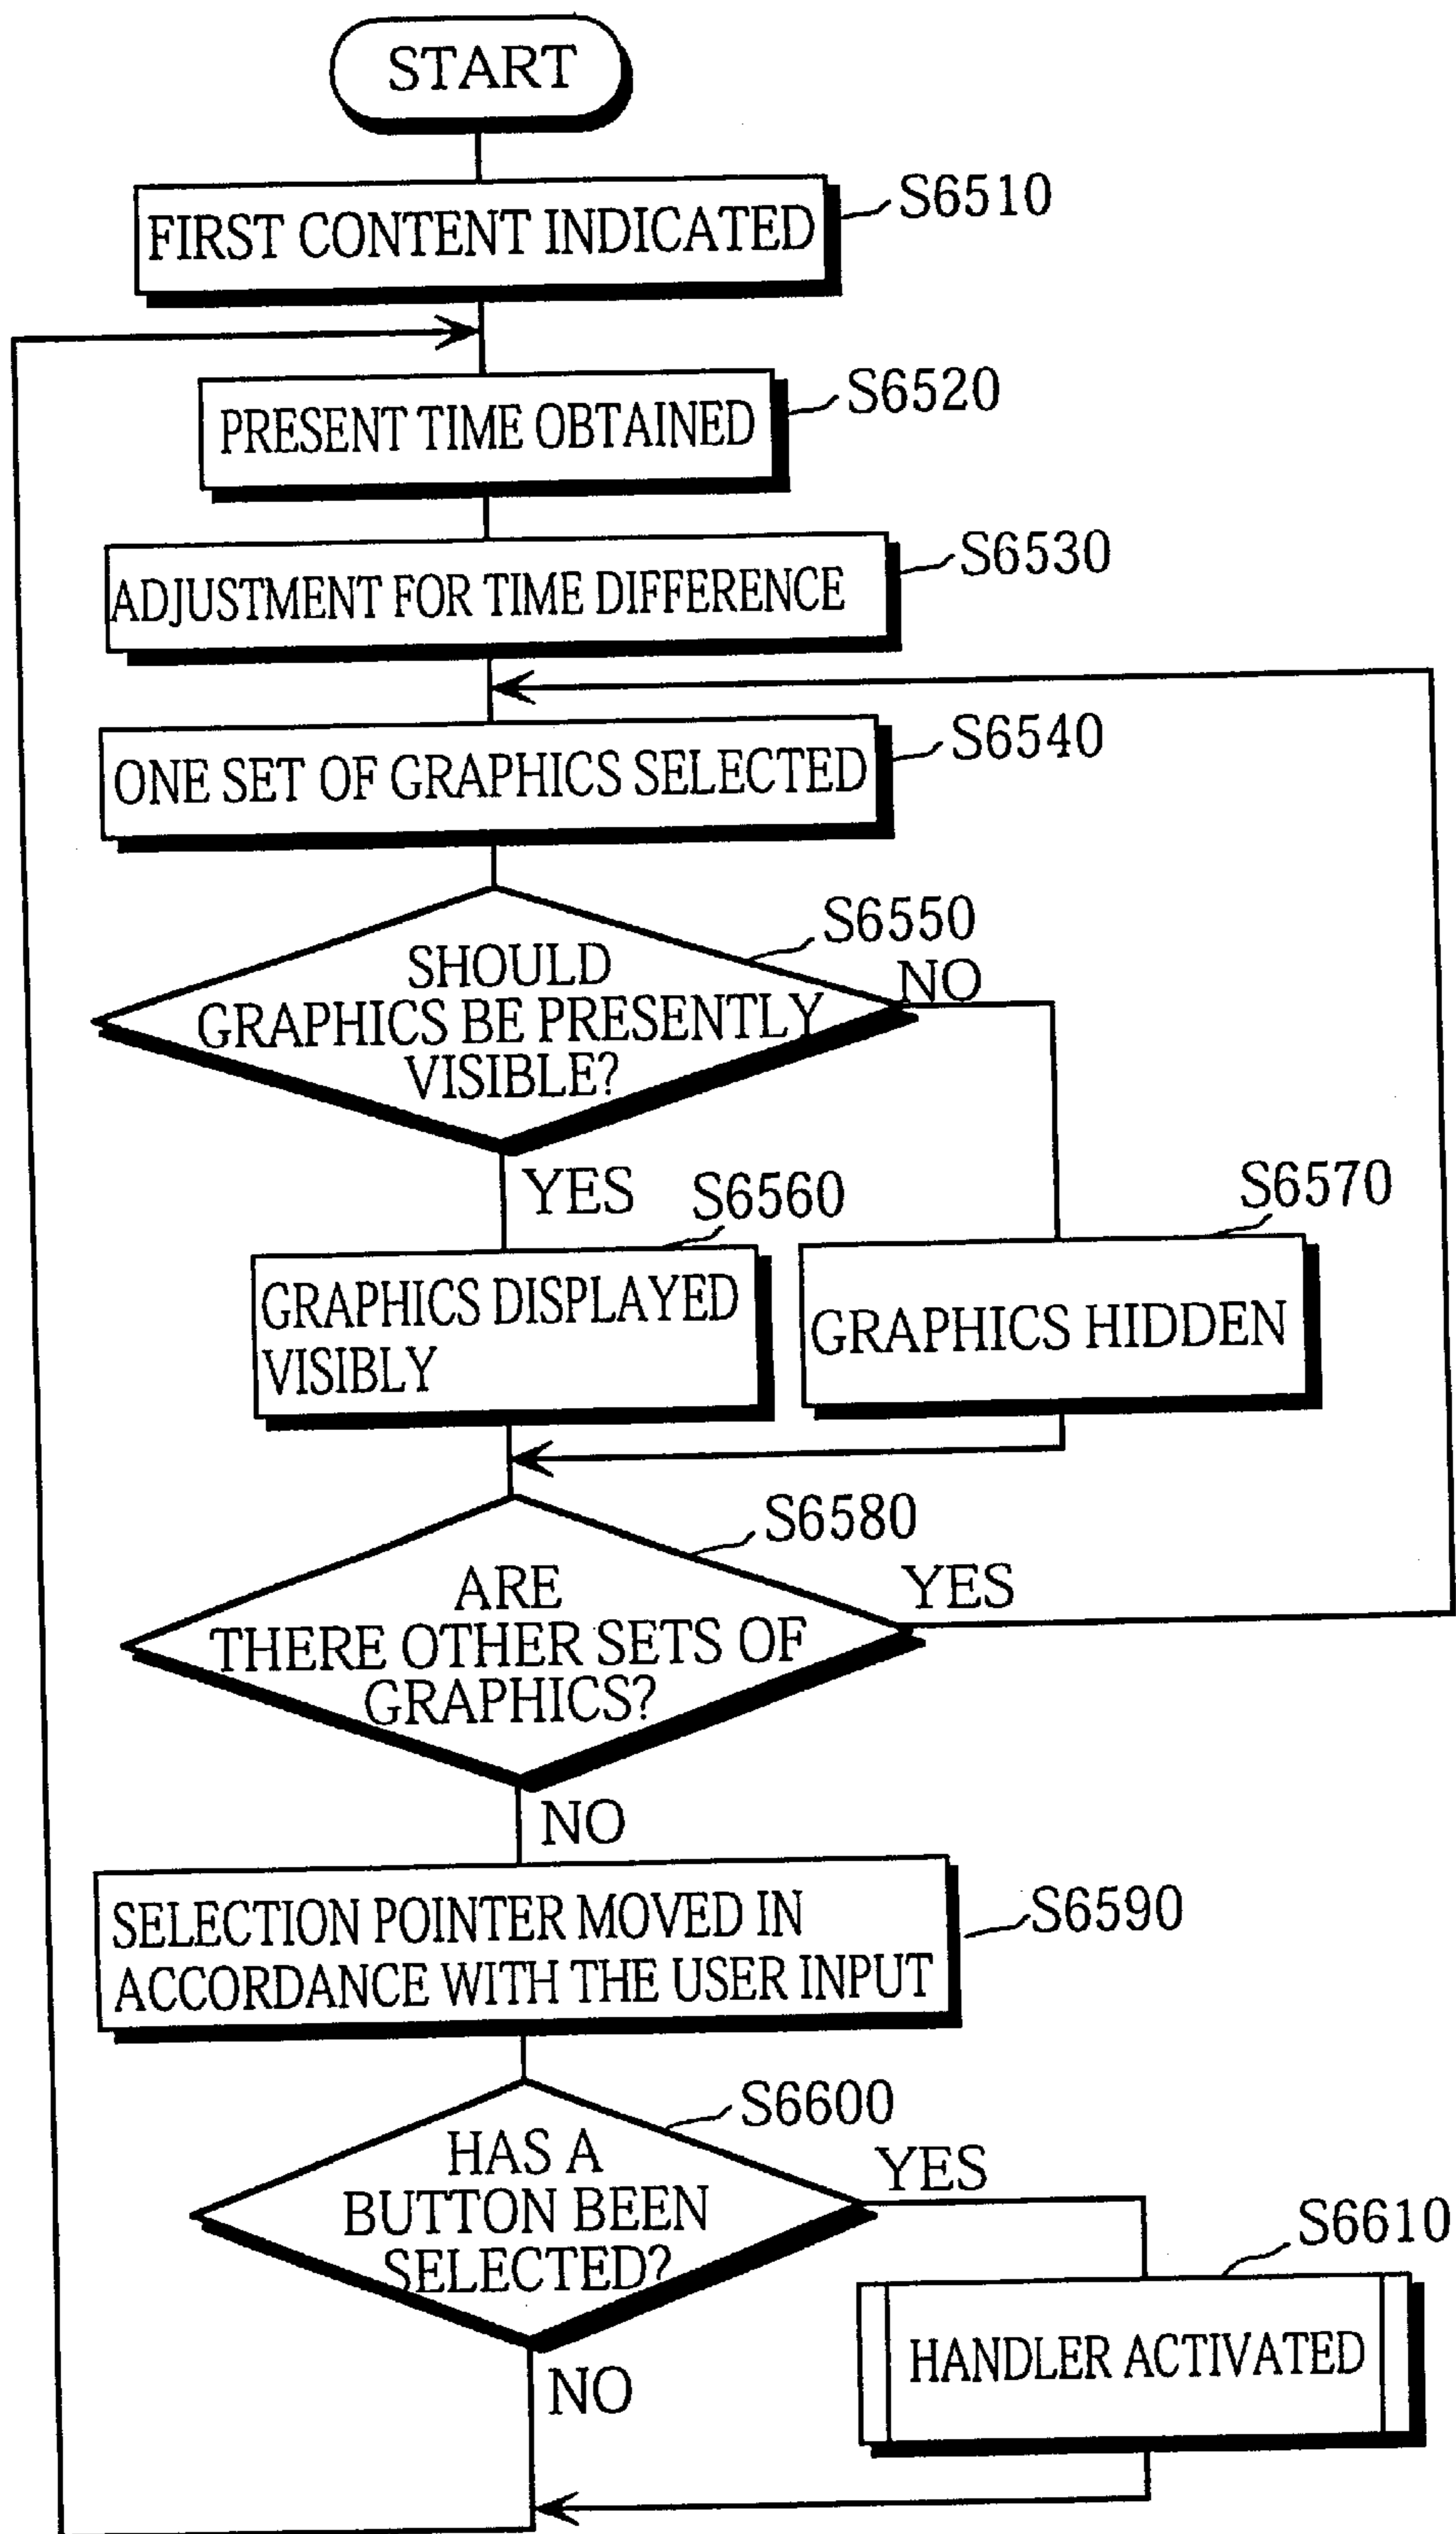 START
FIRST CONTENT INDICATED
S6510
PRESENT TIME OBTAINED
S6520
ADJUSTMENT FOR TIME DIFFERENCE
S6530
ONE SET OF GRAPHICS SELECTED
S6540
S6550
SHOULD
GRAPHICS BE PRESENTLY
VISIBLE?
NO
YES
S6560
GRAPHICS DISPLAYED
VISIBLY
S6570
GRAPHICS HIDDEN
S6580
ARE
THERE OTHER SETS OF
GRAPHICS?
YES
NO
SELECTION POINTER MOVED IN
ACCORDANCE WITH THE USER INPUT
S6590
S6600
HAS A
BUTTON BEEN
SELECTED?
YES
S6610
HANDLER ACTIVATED
NO